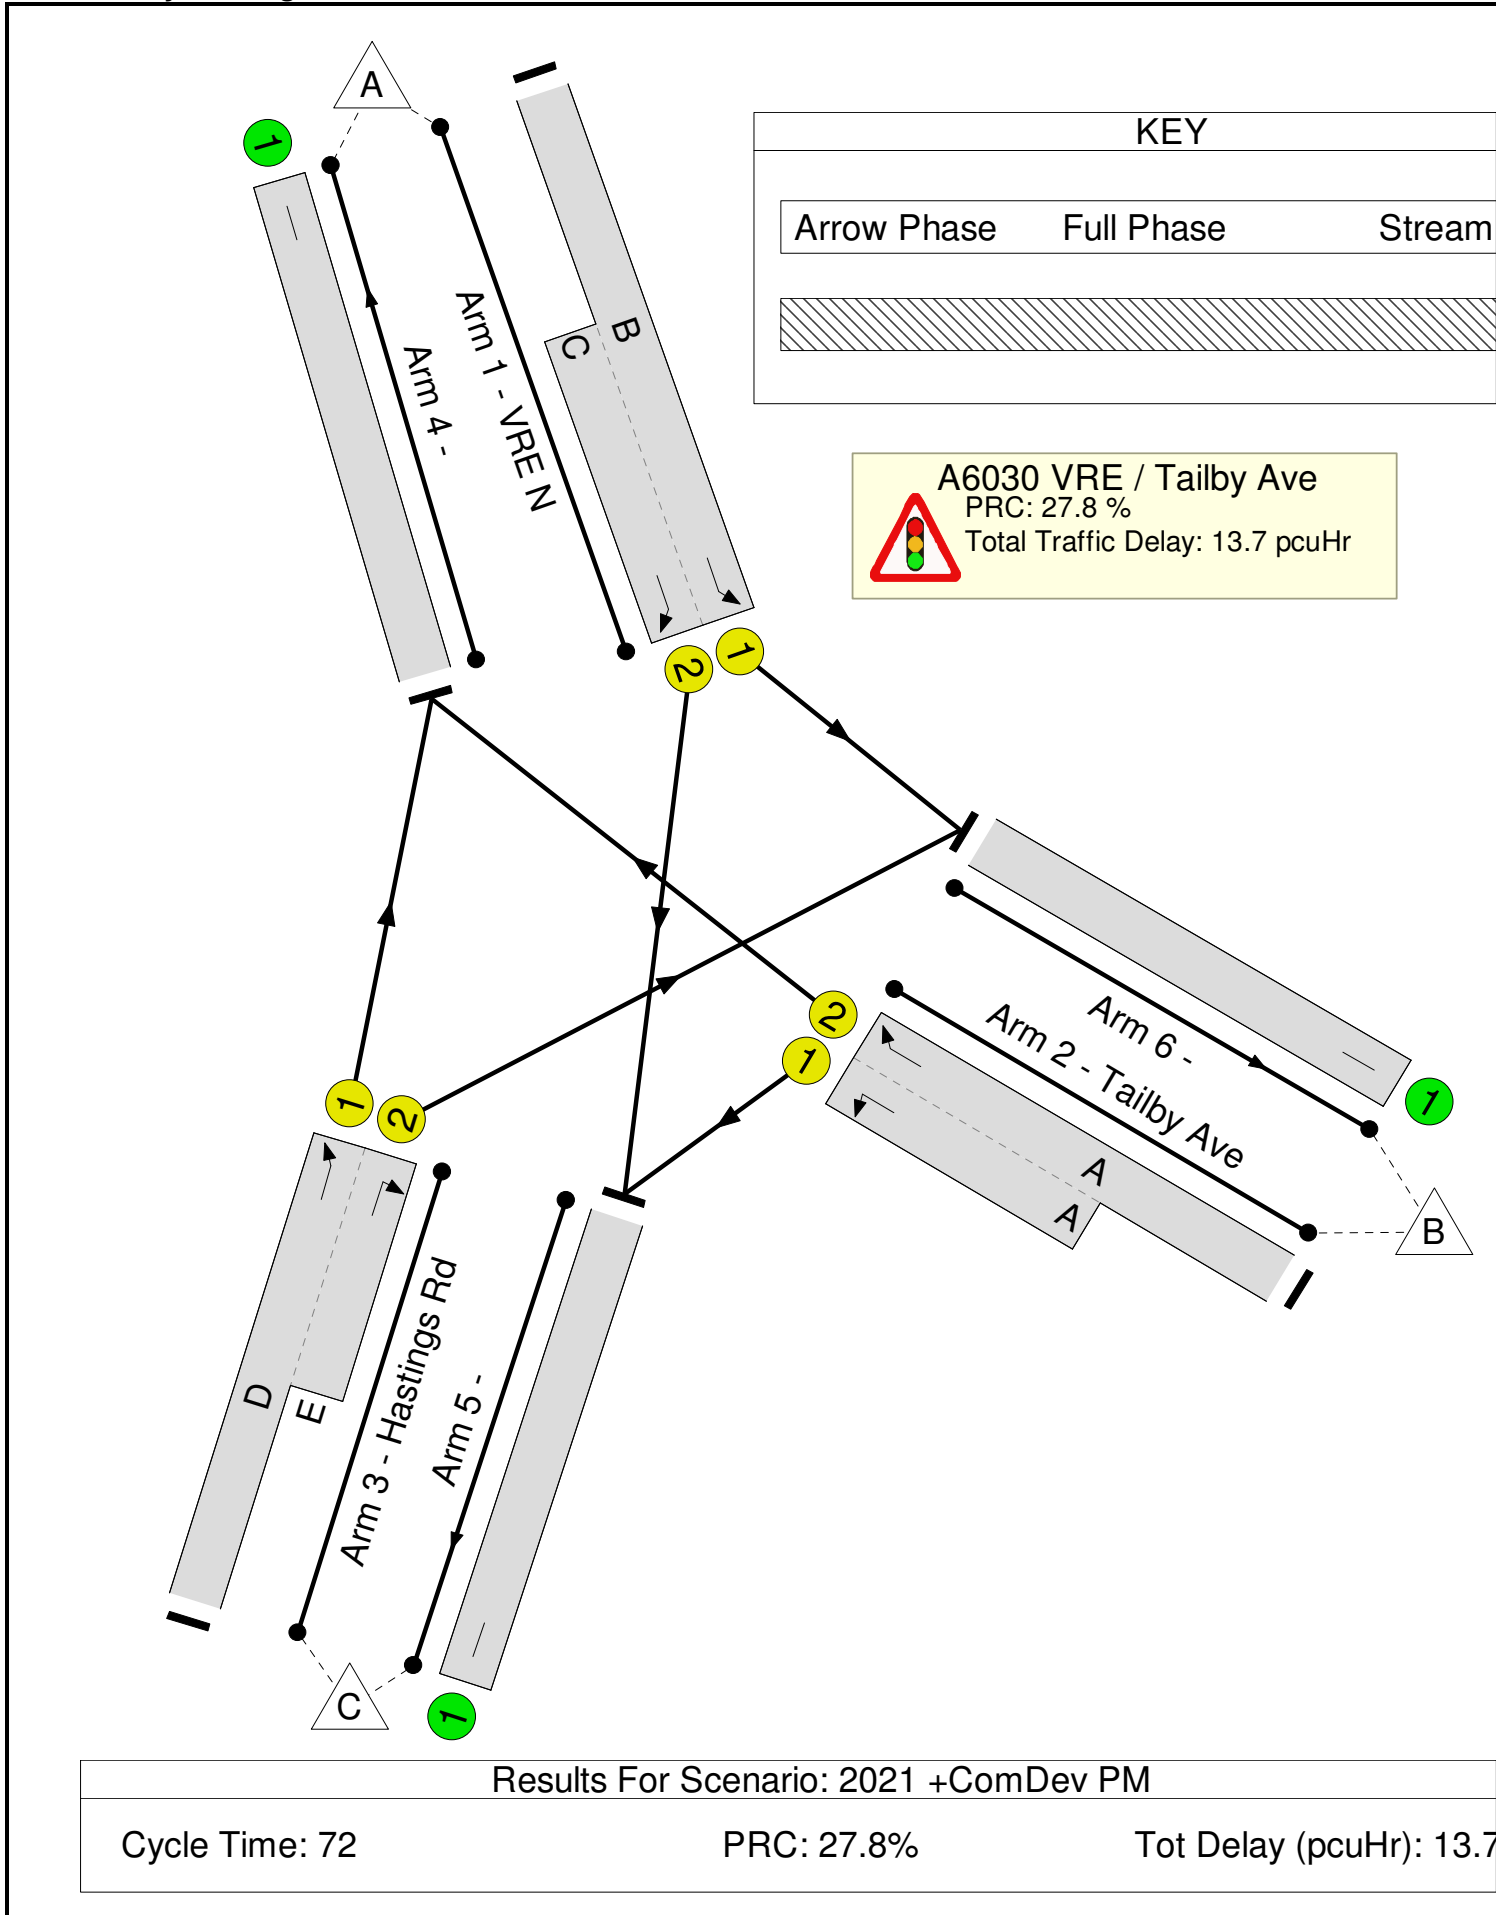 A
1
KEY
Arrow Phase Full Phase Stream
B
C
Arm 1 - VRE N
Arm 4 -
A6030 VRE / Tailby Ave
PRC: 27.8 %
Total Traffic Delay: 13.7 pcuHr
2
1
Arm 6 -
Arm 2 - Tailby Ave
2
1
1
1
2
A
A
B
D
E
Arm 3 - Hastings Rd
Arm 5 -
C
1
Results For Scenario: 2021 +ComDev PM
Cycle Time: 72 PRC: 27.8% Tot Delay (pcuHr): 13.7